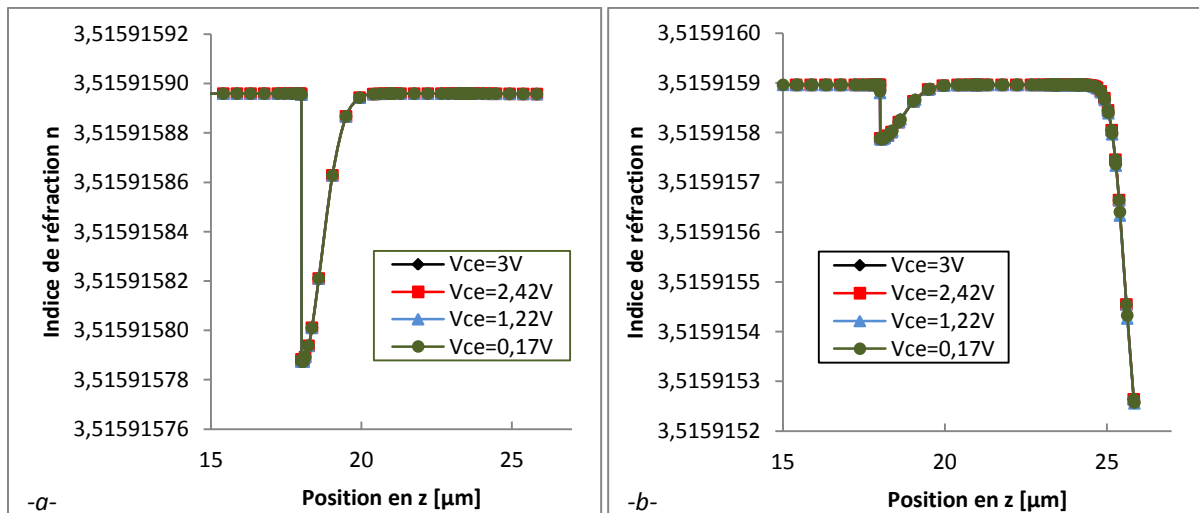 3,51591592
3,51591590
3,51591588
3,51591586
3,51591584
3,51591582
3,51591580
3,51591578
3,51591576
Indice de réfraction n
15
20
25
Position en z [µm]
Vce=3V
Vce=2,42V
Vce=1,22V
Vce=0,17V
-a-
3,5159160
3,5159159
3,5159158
3,5159157
3,5159156
3,5159155
3,5159154
3,5159153
3,5159152
Indice de réfraction n
15
20
25
Position en z [µm]
Vce=3V
Vce=2,42V
Vce=1,22V
Vce=0,17V
-b-